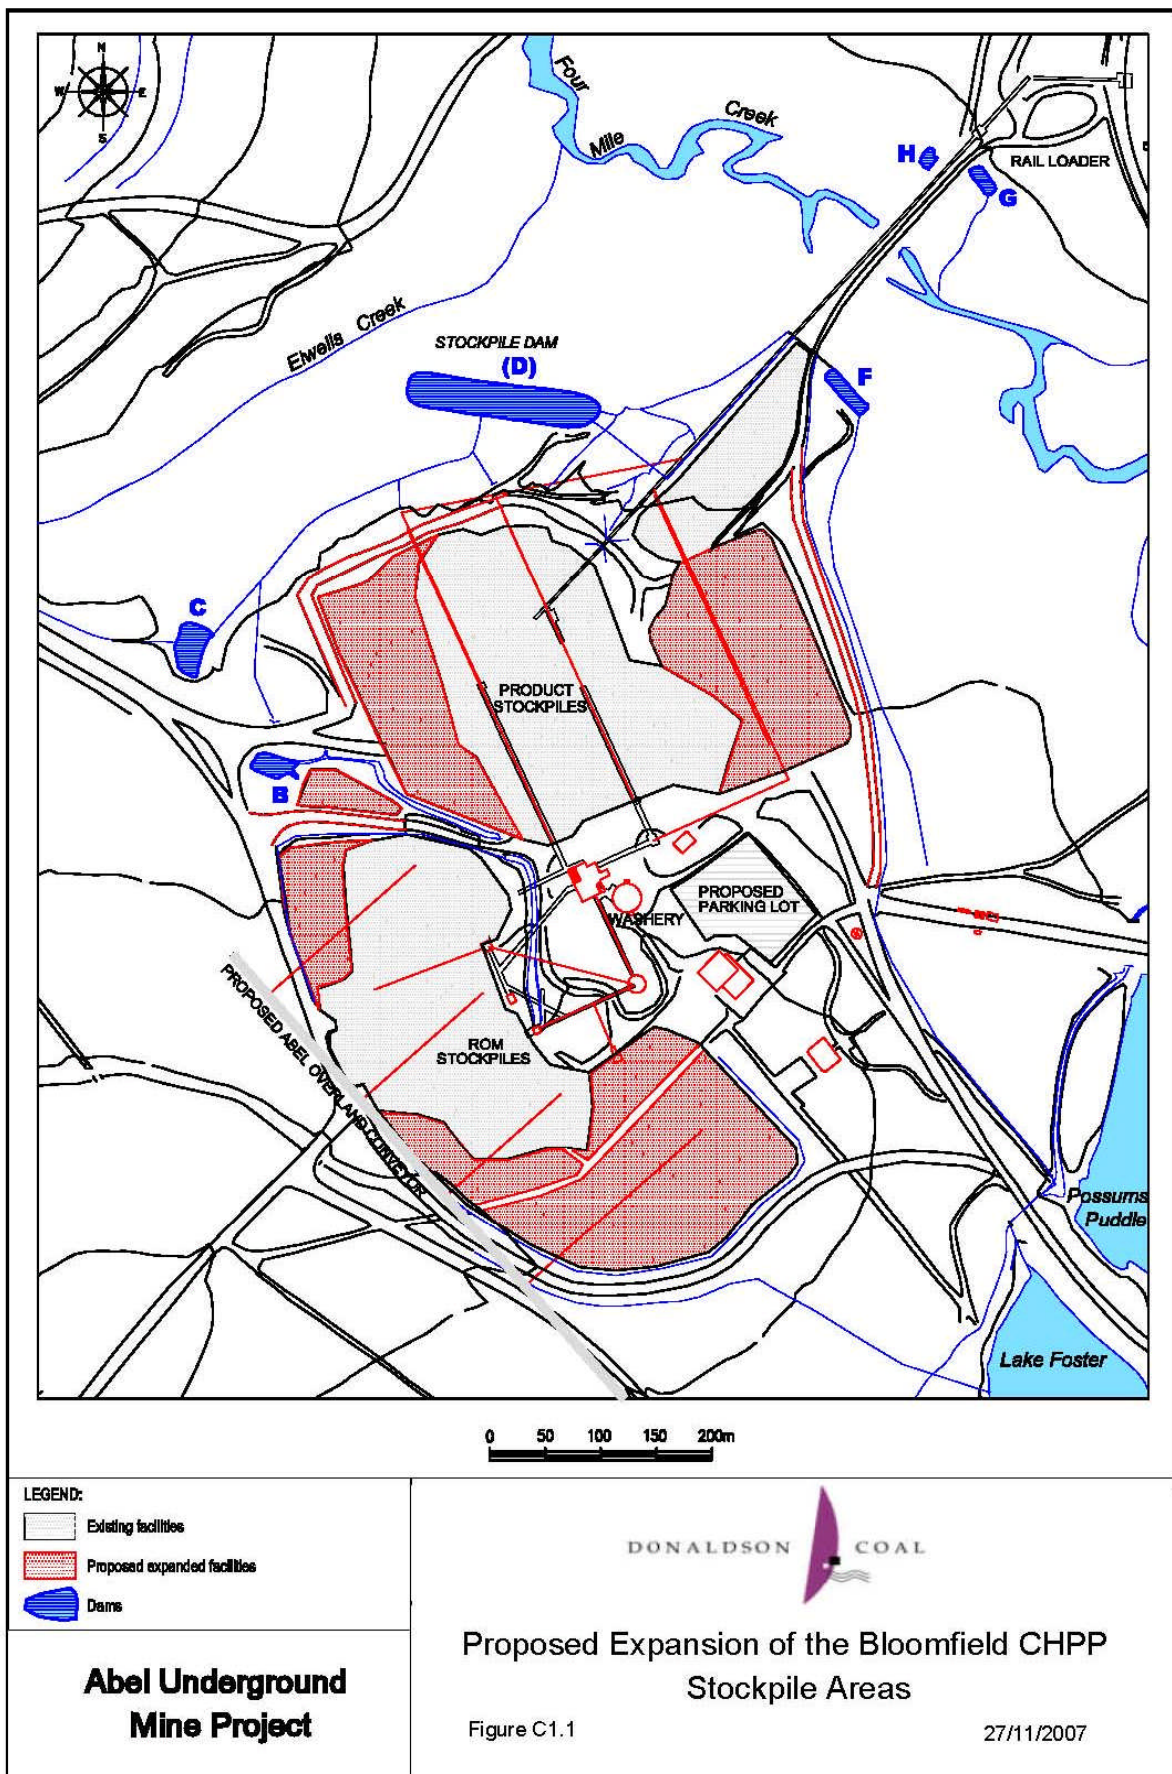 N
W E
S
Four
Mile
Creek
H
RAIL LOADER
G
Elwells Creek
STOCKPILE DAM
(D)
F
C
PRODUCT
STOCKPILES
B
PROPOSED
PARKING LOT
WASHERY
PROPOSED ABEL OVERLAND CONVEYOR
ROM
STOCKPILES
Possums
Puddle
Lake Foster
0 50 100 150 200m
LEGEND:
Existing facilities
Proposed expanded facilities
Dams
DONALDSON COAL
Abel Underground
Mine Project
Proposed Expansion of the Bloomfield CHPP
Stockpile Areas
Figure C1.1
27/11/2007